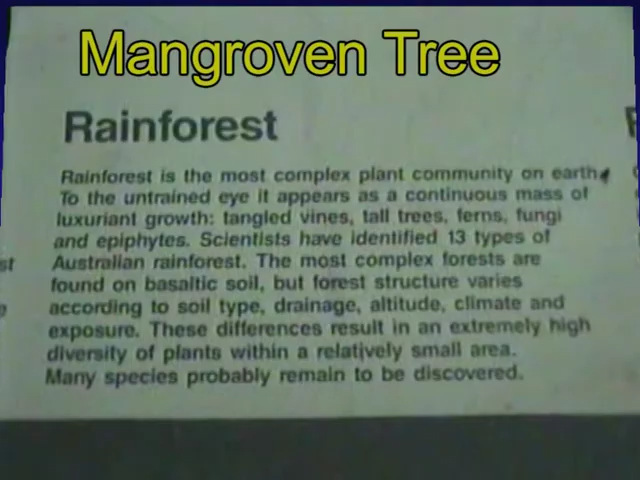 Mangroven Tree
Rainforest
Rainforest is the most complex plant community on earth.
To the untrained eye it appears as a continuous mass of
luxuriant growth: tangled vines, tall trees, ferns, fungi
and epiphytes. Scientists have identified 13 types of
Australian rainforest. The most complex forests are
found on basaltic soil, but forest structure varies
according to soil type, drainage, altitude, climate and
exposure. These differences result in an extremely high
diversity of plants within a relatively small area.
Many species probably remain to be discovered.